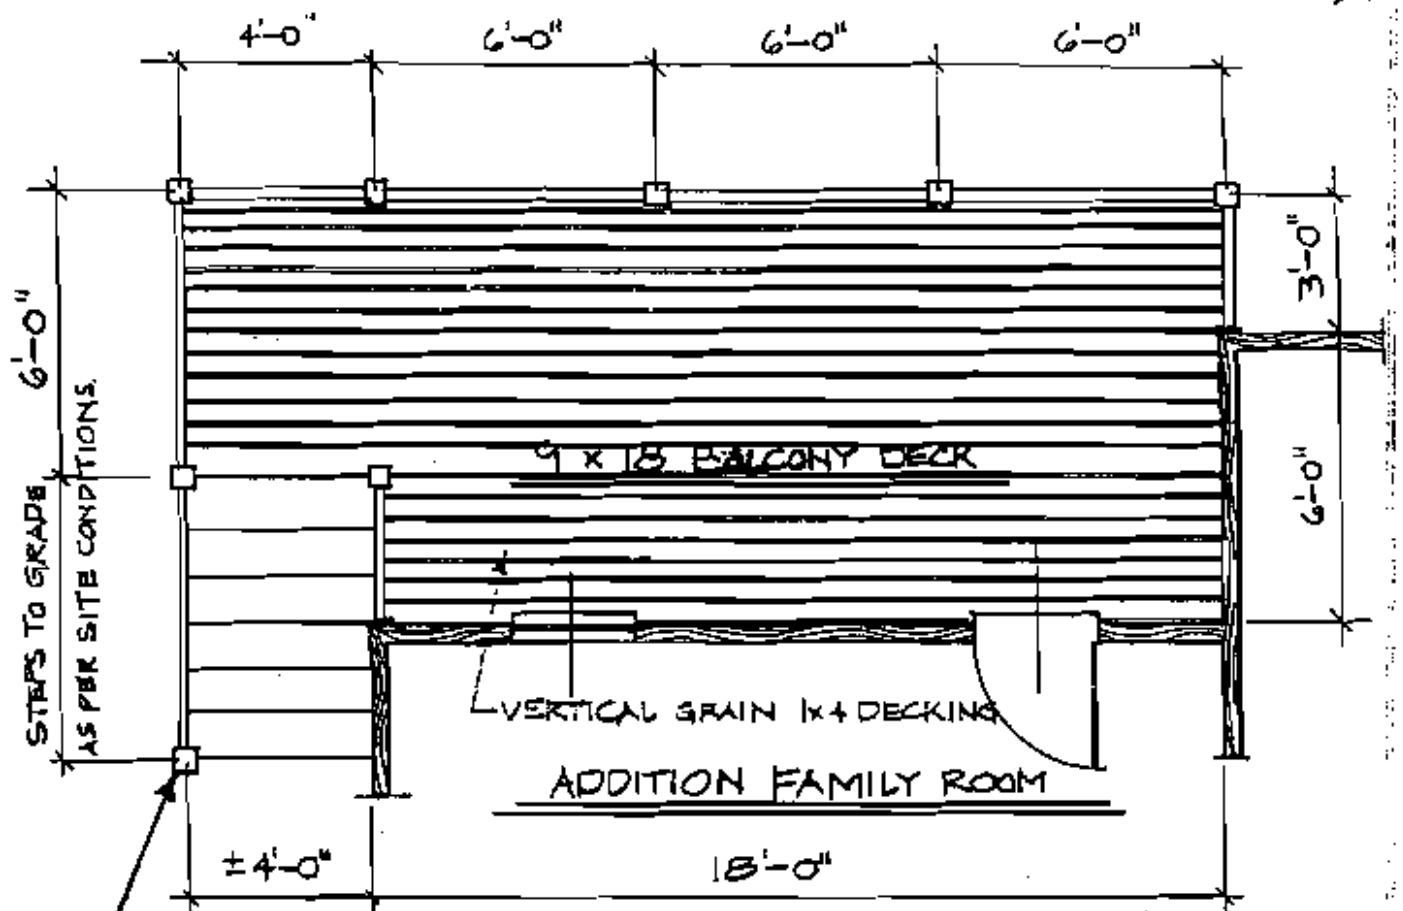 4'-0" 6'-0" 6'-0" 6'-0"
3'-0"
6'-0"
6'-0"
STEPS TO GRADE
AS PER SITE CONDITIONS.
9 x 18 BALCONY DECK
VERTICAL GRAIN 1x4 DECKING
ADDITION FAMILY ROOM
±4'-0" 18'-0"